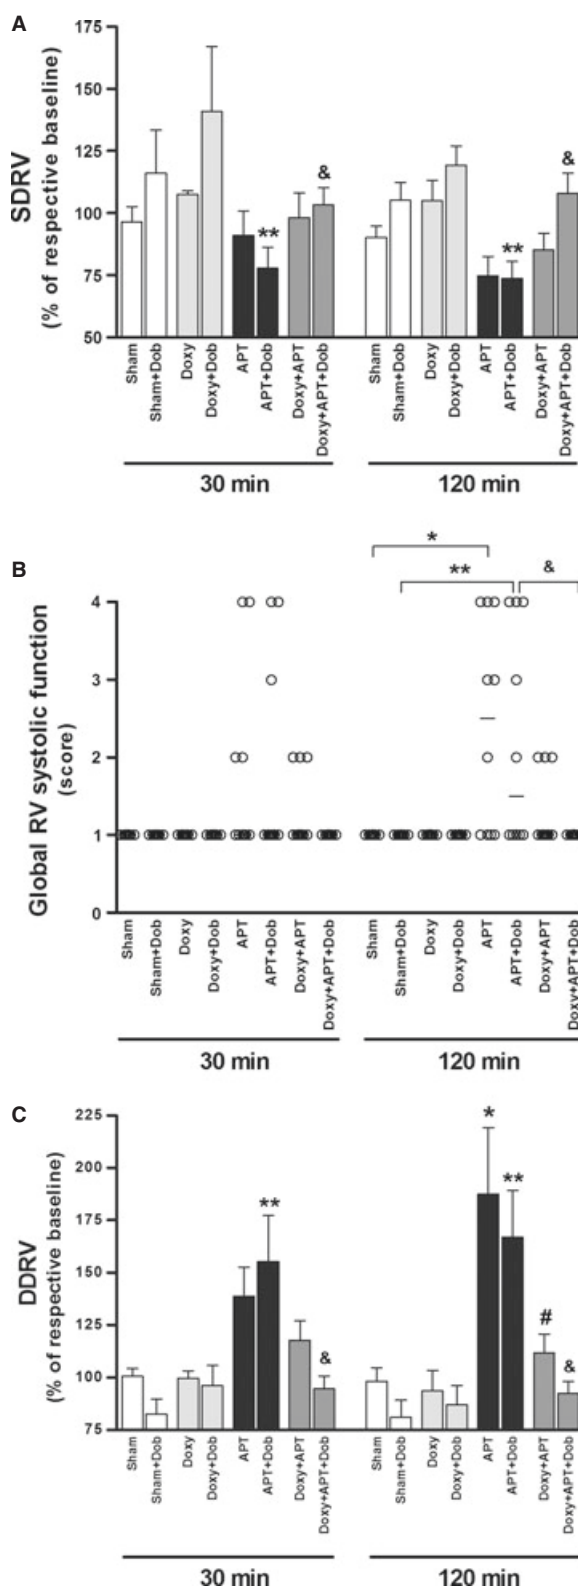 A
SDRV
(% of respective baseline)
175
150
125
100
75
50
** & ** &
Sham Sham+Dob Doxy Doxy+Dob APT APT+Dob Doxy+APT Doxy+APT+Dob Sham Sham+Dob Doxy Doxy+Dob APT APT+Dob Doxy+APT Doxy+APT+Dob
30 min 120 min
B
Global RV systolic function
(score)
*
** &
4
3
2
1
0
Sham Sham+Dob Doxy Doxy+Dob APT APT+Dob Doxy+APT Doxy+APT+Dob Sham Sham+Dob Doxy Doxy+Dob APT APT+Dob Doxy+APT Doxy+APT+Dob
30 min 120 min
C
DDRV
(% of respective baseline)
225
200
175
150
125
100
75
** & * ** # &
Sham Sham+Dob Doxy Doxy+Dob APT APT+Dob Doxy+APT Doxy+APT+Dob Sham Sham+Dob Doxy Doxy+Dob APT APT+Dob Doxy+APT Doxy+APT+Dob
30 min 120 min